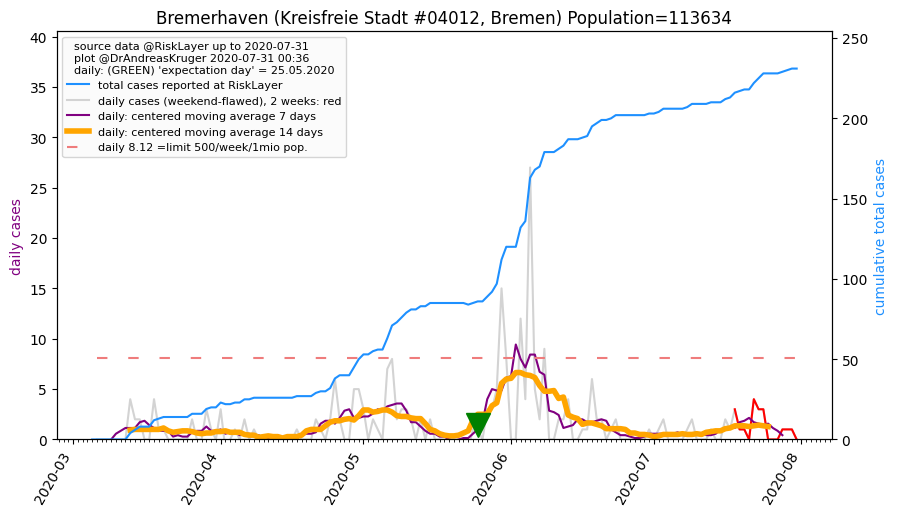 Bremerhaven (Kreisfreie Stadt #04012, Bremen) Population=113634
source data @RiskLayer up to 2020-07-31
plot @DrAndreasKruger 2020-07-31 00:36
daily: (GREEN) 'expectation day' = 25.05.2020
total cases reported at RiskLayer
daily cases (weekend-flawed), 2 weeks: red
daily: centered moving average 7 days
daily: centered moving average 14 days
daily 8.12 =limit 500/week/1mio pop.
daily cases
40
35
30
25
20
15
10
5
0
cumulative total cases
250
200
150
100
50
0
2020-03
2020-04
2020-05
2020-06
2020-07
2020-08